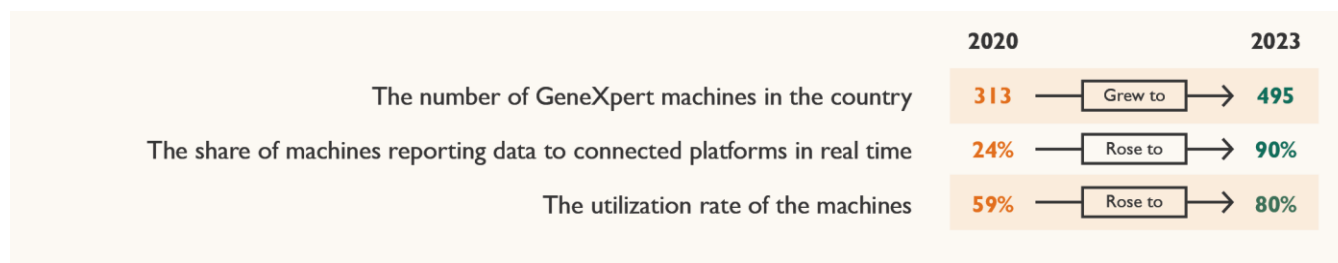 2020 2023
The number of GeneXpert machines in the country 313 Grew to 495
The share of machines reporting data to connected platforms in real time 24% Rose to 90%
The utilization rate of the machines 59% Rose to 80%